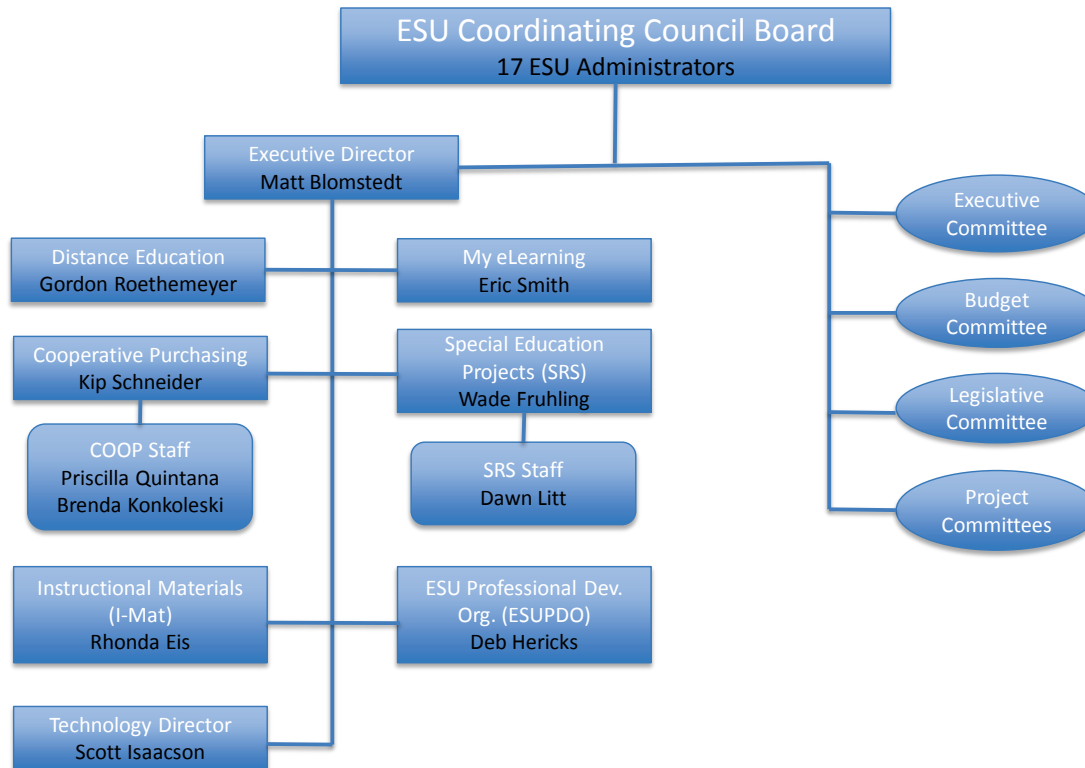 ESU Coordinating Council Board
17 ESU Administrators
Executive Director
Matt Blomstedt
Executive
Committee
Distance Education
Gordon Roethemeyer
My eLearning
Eric Smith
Budget
Committee
Cooperative Purchasing
Kip Schneider
Special Education
Projects (SRS)
Wade Fruhling
Legislative
Committee
COOP Staff
Priscilla Quintana
Brenda Konkoleski
SRS Staff
Dawn Litt
Project
Committees
Instructional Materials
(I-Mat)
Rhonda Eis
ESU Professional Dev.
Org. (ESUPDO)
Deb Hericks
Technology Director
Scott Isaacson